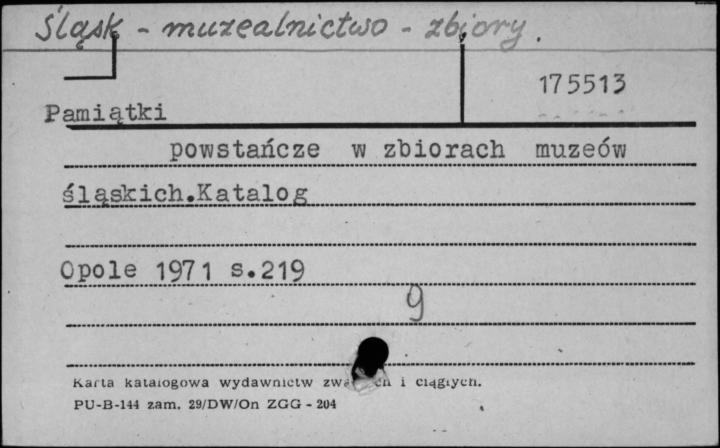 Śląsk - muzealnictwo - zbiory.
175513
Pamiątki
powstańcze w zbiorach muzeów
śląskich.Katalog
Opole 1971 s.219
9
Karta katalogowa wydawnictw i ciągłych.
PU-B-144 zam. 29/DW/On ZGG - 204